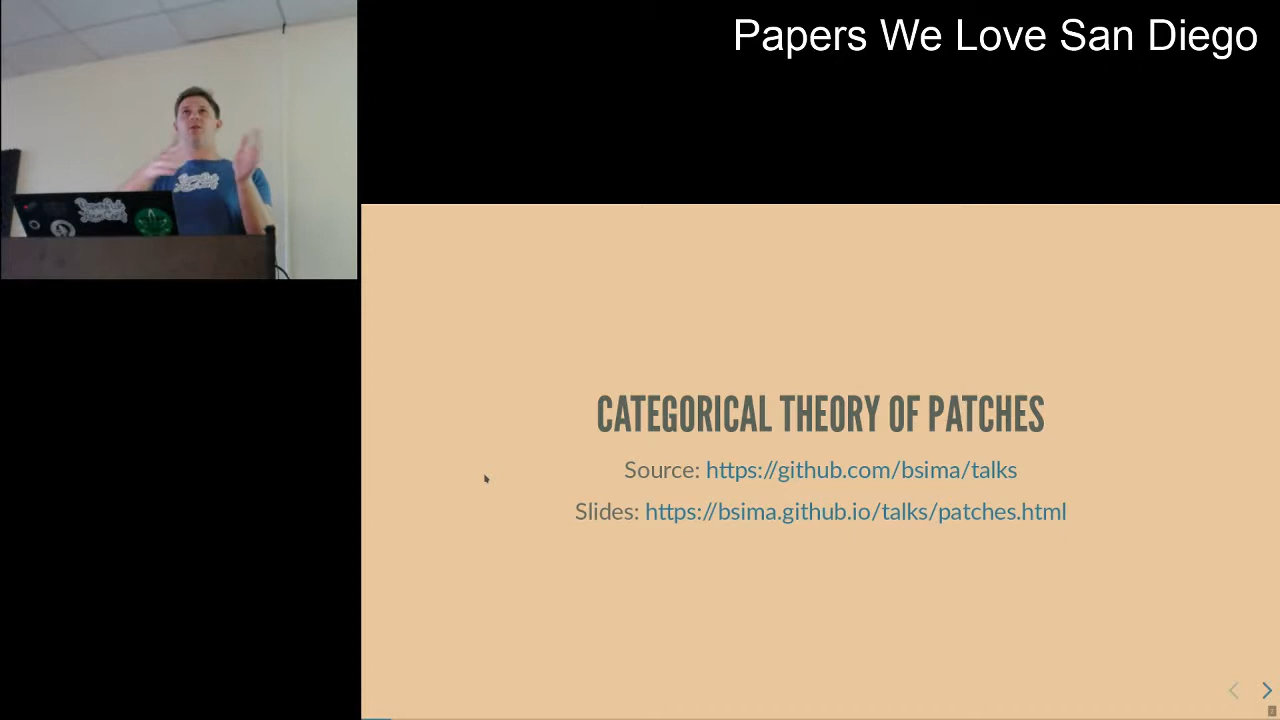 Papers We Love San Diego
CATEGORICAL THEORY OF PATCHES
Source: https://github.com/bsima/talks
Slides: https://bsima.github.io/talks/patches.html